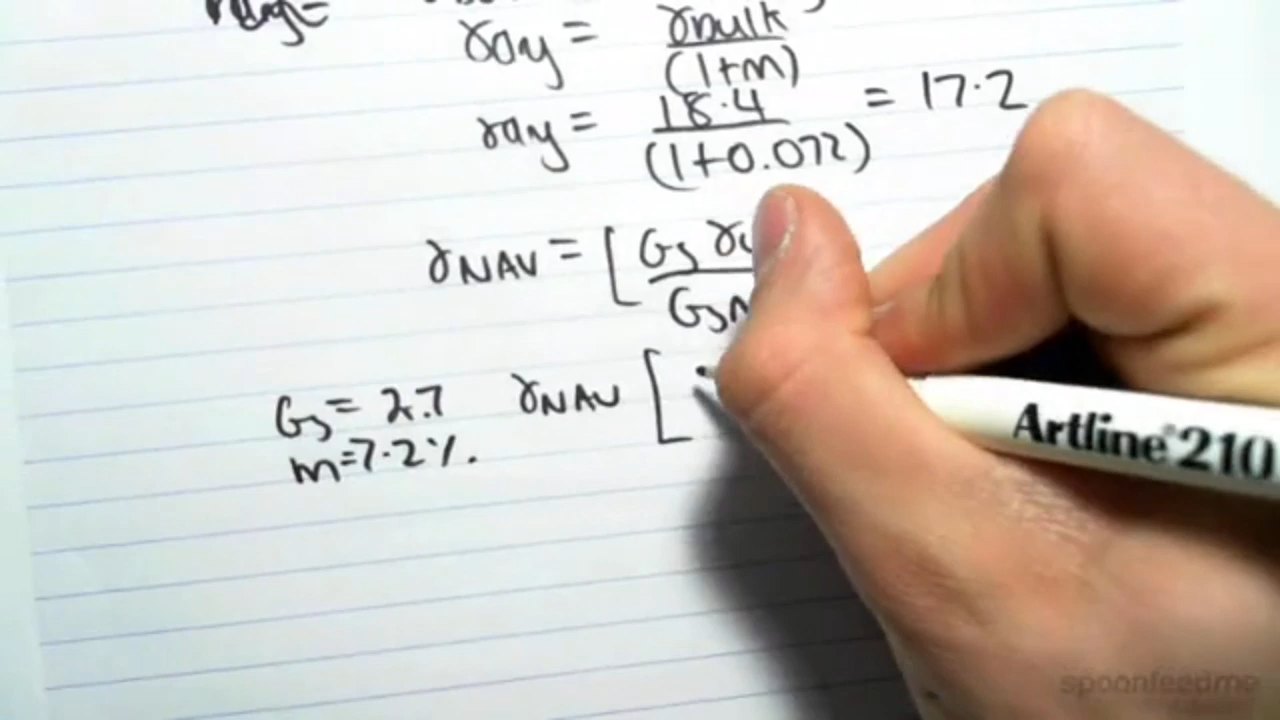 γdry = γbulk
(1+m)
γdry = 18.4 = 17.2
(1+0.072)
γNAV = [ Gs γ
Gsm
Gs = 2.7 γNAV [
m=7.2%.
Artline 210
spoonfeedme